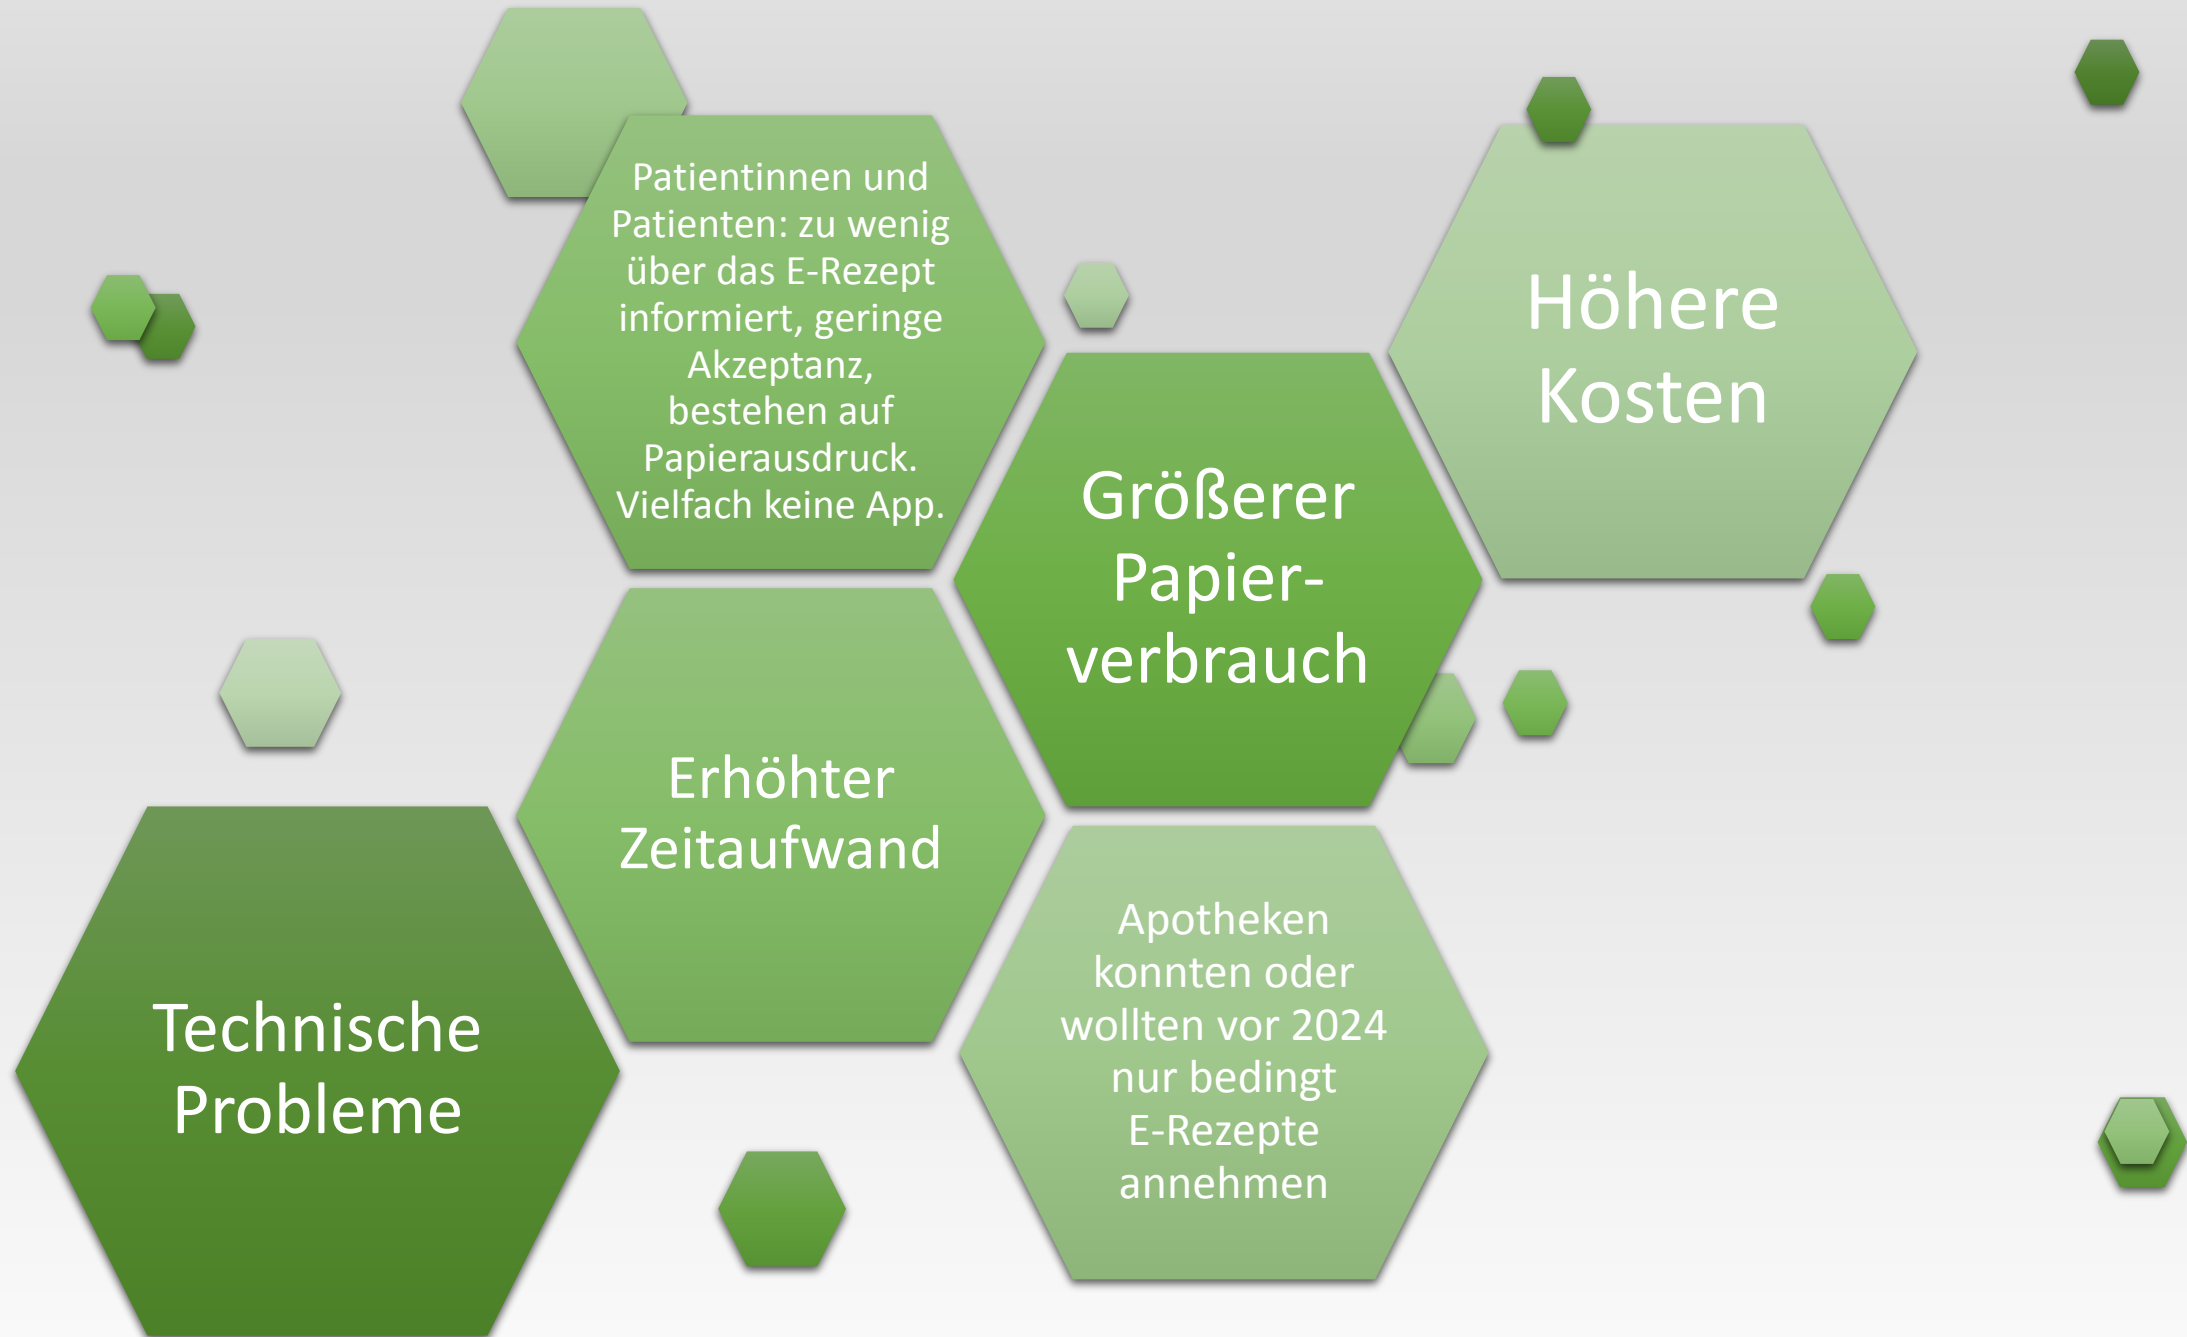 Patientinnen und
Patienten: zu wenig
über das E-Rezept
informiert, geringe
Akzeptanz,
bestehen auf
Papierausdruck.
Vielfach keine App.
Höhere
Kosten
Größerer
Papier-
verbrauch
Erhöhter
Zeitaufwand
Technische
Probleme
Apotheken
konnten oder
wollten vor 2024
nur bedingt
E-Rezepte
annehmen